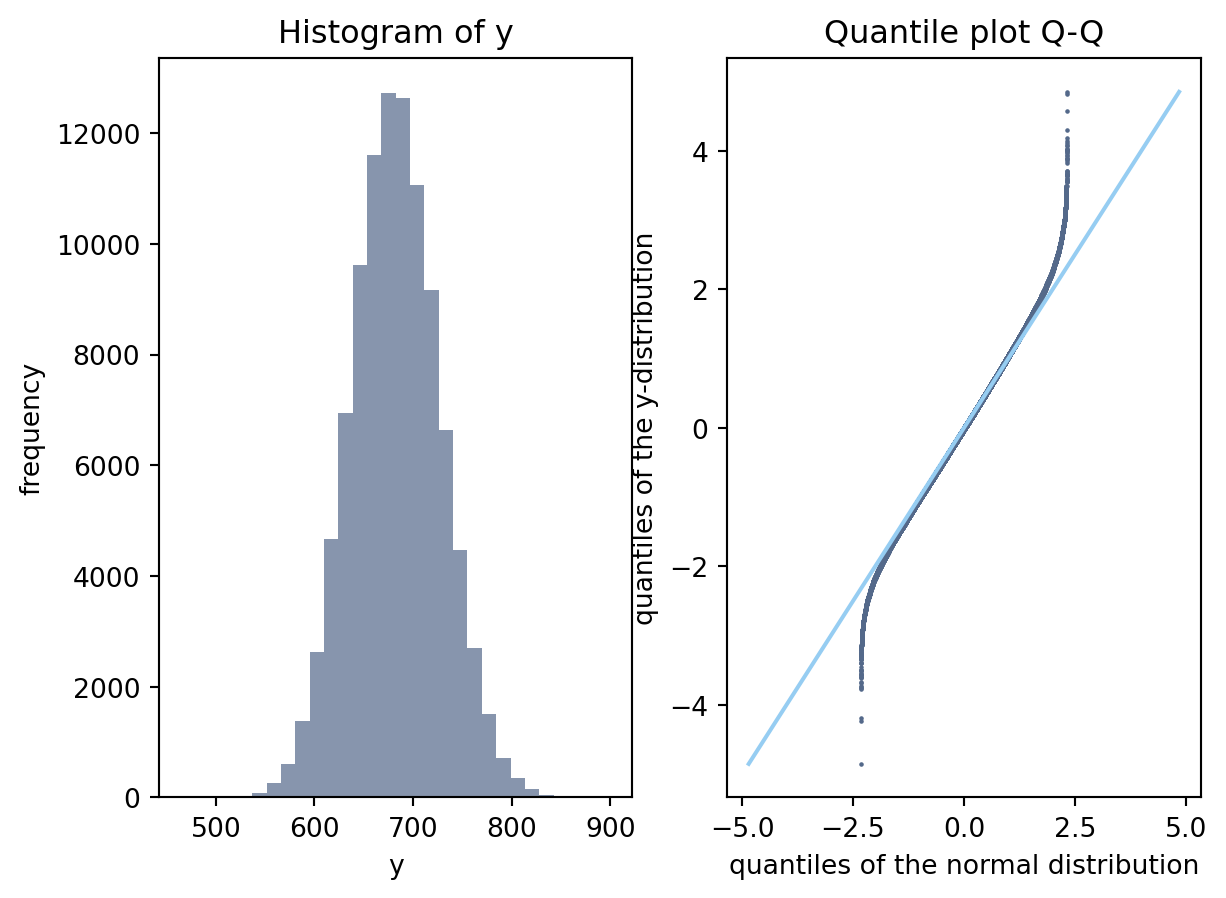 Histogram of y
12000
10000
8000
6000
4000
2000
0
frequency
500 600 700 800 900
y
Quantile plot Q-Q
4
2
0
−2
−4
quantiles of the y-distribution
−5.0 −2.5 0.0 2.5 5.0
quantiles of the normal distribution